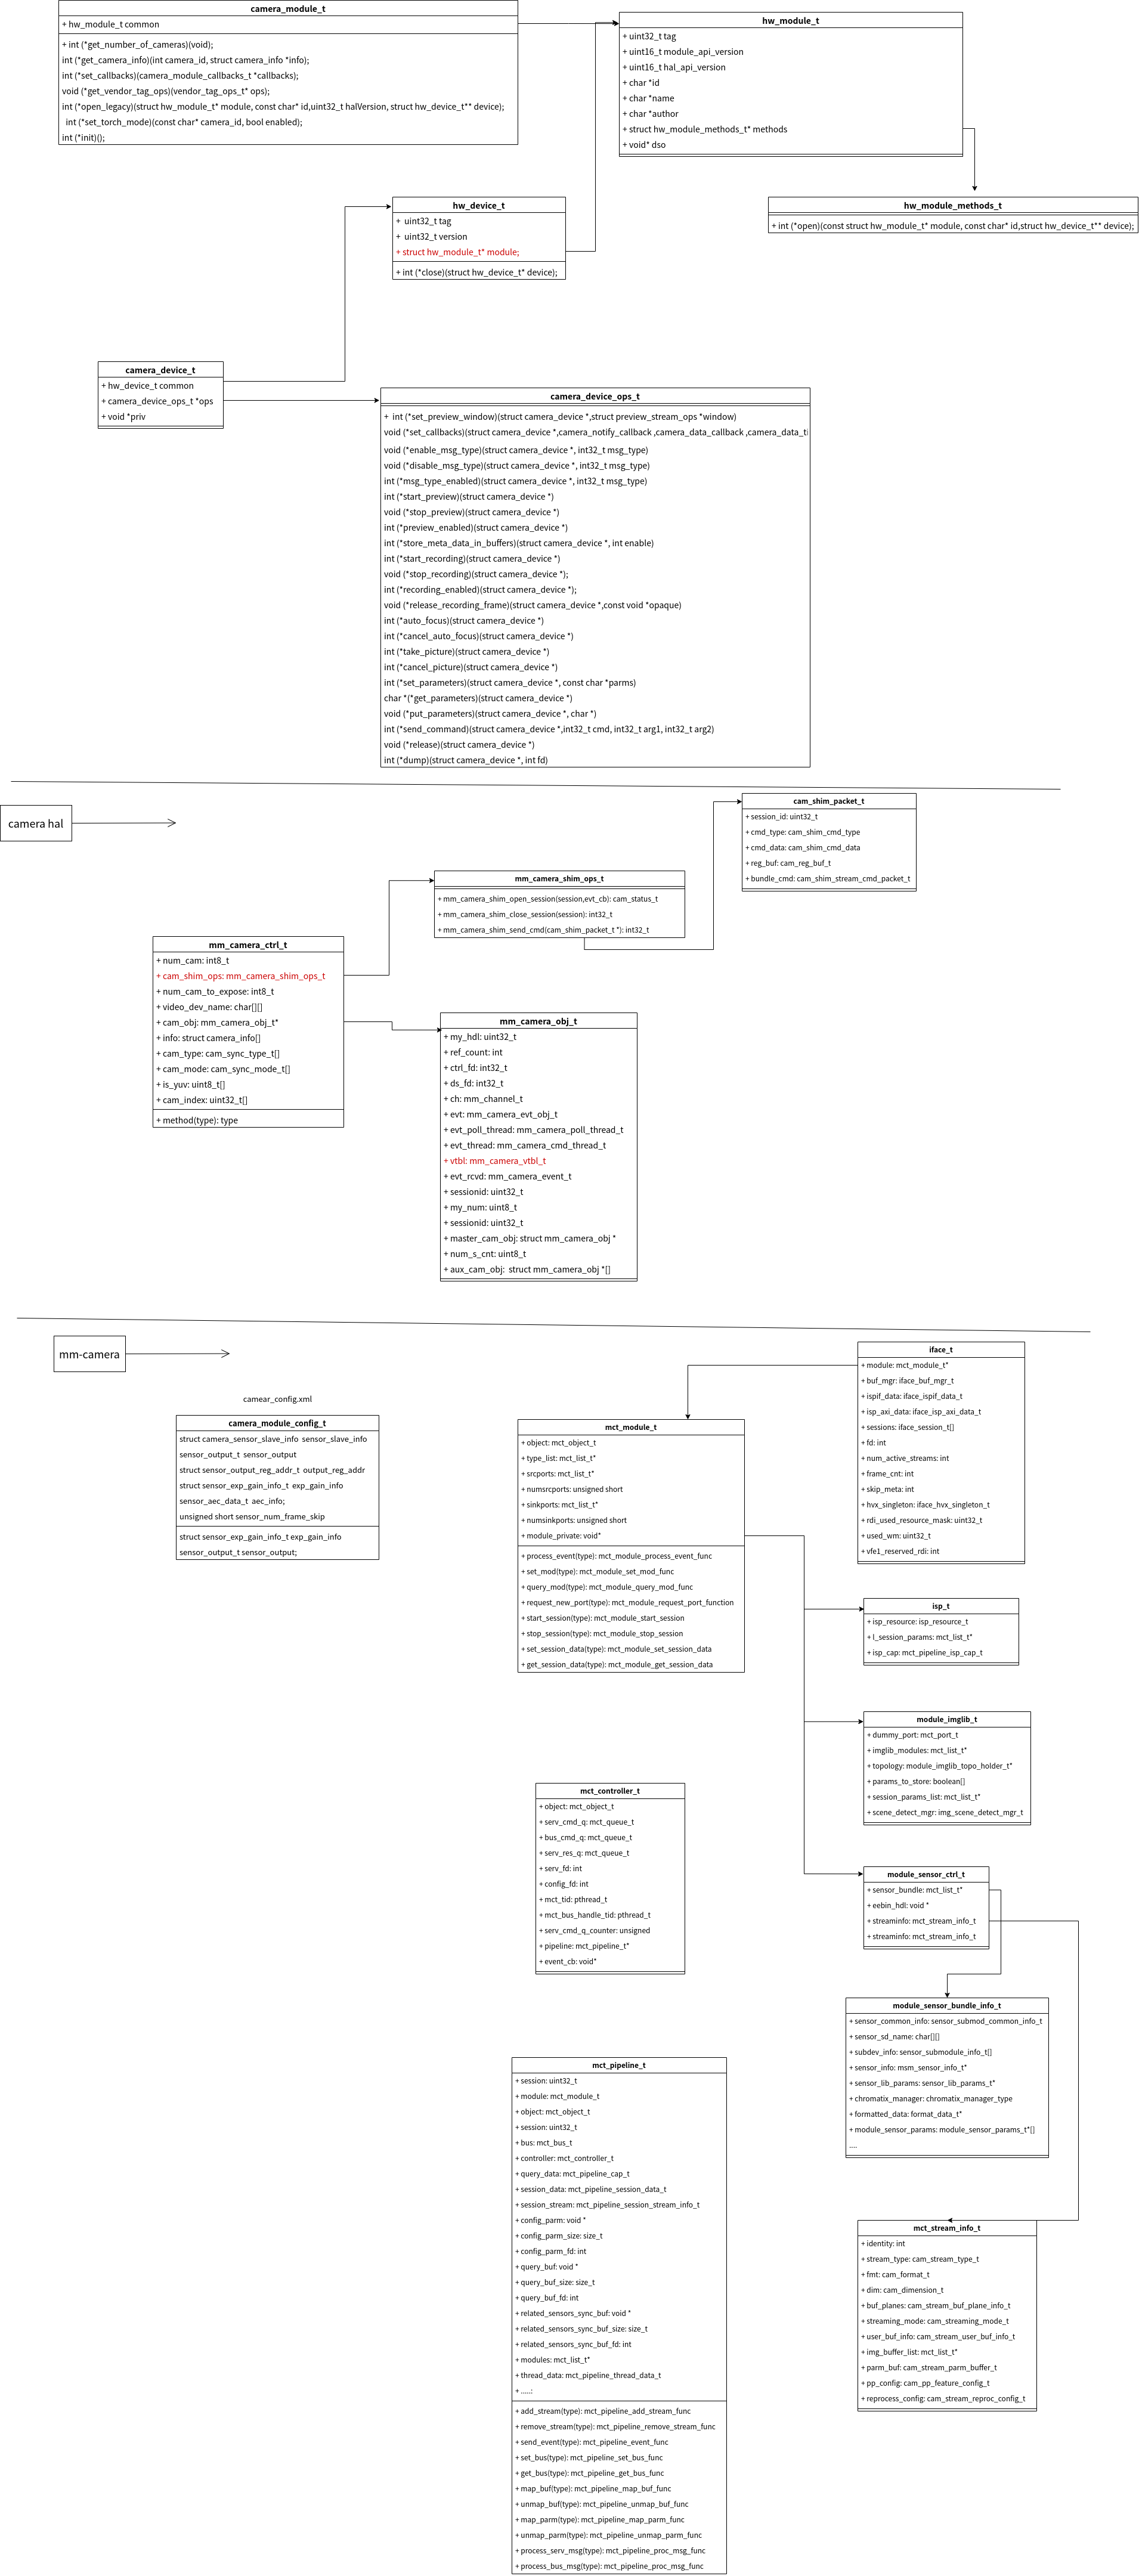 camera_module_t
+ hw_module_t common
+ int (*get_number_of_cameras)(void);
int (*get_camera_info)(int camera_id, struct camera_info *info);
int (*set_callbacks)(camera_module_callbacks_t *callbacks);
void (*get_vendor_tag_ops)(vendor_tag_ops_t* ops);
int (*open_legacy)(struct hw_module_t* module, const char* id,uint32_t halVersion, struct hw_device_t** device);
int (*set_torch_mode)(const char* camera_id, bool enabled);
int (*init)();
hw_module_t
+ uint32_t tag
+ uint16_t module_api_version
+ uint16_t hal_api_version
+ char *id
+ char *name
+ char *author
+ struct hw_module_methods_t* methods
+ void* dso
hw_device_t
+ uint32_t tag
+ uint32_t version
+ struct hw_module_t* module;
+ int (*close)(struct hw_device_t* device);
hw_module_methods_t
+ int (*open)(const struct hw_module_t* module, const char* id,struct hw_device_t** device);
camera_device_t
+ hw_device_t common
+ camera_device_ops_t *ops
+ void *priv
camera_device_ops_t
+ int (*set_preview_window)(struct camera_device *,struct preview_stream_ops *window)
void (*set_callbacks)(struct camera_device *,camera_notify_callback ,camera_data_callback ,camera_data_ti
void (*enable_msg_type)(struct camera_device *, int32_t msg_type)
void (*disable_msg_type)(struct camera_device *, int32_t msg_type)
int (*msg_type_enabled)(struct camera_device *, int32_t msg_type)
int (*start_preview)(struct camera_device *)
void (*stop_preview)(struct camera_device *)
int (*preview_enabled)(struct camera_device *)
int (*store_meta_data_in_buffers)(struct camera_device *, int enable)
int (*start_recording)(struct camera_device *)
void (*stop_recording)(struct camera_device *);
int (*recording_enabled)(struct camera_device *);
void (*release_recording_frame)(struct camera_device *,const void *opaque)
int (*auto_focus)(struct camera_device *)
int (*cancel_auto_focus)(struct camera_device *)
int (*take_picture)(struct camera_device *)
int (*cancel_picture)(struct camera_device *)
int (*set_parameters)(struct camera_device *, const char *parms)
char *(*get_parameters)(struct camera_device *)
void (*put_parameters)(struct camera_device *, char *)
int (*send_command)(struct camera_device *,int32_t cmd, int32_t arg1, int32_t arg2)
void (*release)(struct camera_device *)
int (*dump)(struct camera_device *, int fd)
camera hal
cam_shim_packet_t
+ session_id: uint32_t
+ cmd_type: cam_shim_cmd_type
+ cmd_data: cam_shim_cmd_data
+ reg_buf: cam_reg_buf_t
+ bundle_cmd: cam_shim_stream_cmd_packet_t
mm_camera_shim_ops_t
+ mm_camera_shim_open_session(session,evt_cb): cam_status_t
+ mm_camera_shim_close_session(session): int32_t
+ mm_camera_shim_send_cmd(cam_shim_packet_t *): int32_t
mm_camera_ctrl_t
+ num_cam: int8_t
+ cam_shim_ops: mm_camera_shim_ops_t
+ num_cam_to_expose: int8_t
+ video_dev_name: char[][]
+ cam_obj: mm_camera_obj_t*
+ info: struct camera_info[]
+ cam_type: cam_sync_type_t[]
+ cam_mode: cam_sync_mode_t[]
+ is_yuv: uint8_t[]
+ cam_index: uint32_t[]
+ method(type): type
mm_camera_obj_t
+ my_hdl: uint32_t
+ ref_count: int
+ ctrl_fd: int32_t
+ ds_fd: int32_t
+ ch: mm_channel_t
+ evt: mm_camera_evt_obj_t
+ evt_poll_thread: mm_camera_poll_thread_t
+ evt_thread: mm_camera_cmd_thread_t
+ vtbl: mm_camera_vtbl_t
+ evt_rcvd: mm_camera_event_t
+ sessionid: uint32_t
+ my_num: uint8_t
+ sessionid: uint32_t
+ master_cam_obj: struct mm_camera_obj *
+ num_s_cnt: uint8_t
+ aux_cam_obj: struct mm_camera_obj *[]
mm-camera
camear_config.xml
camera_module_config_t
struct camera_sensor_slave_info sensor_slave_info
sensor_output_t sensor_output
struct sensor_output_reg_addr_t output_reg_addr
struct sensor_exp_gain_info_t exp_gain_info
sensor_aec_data_t aec_info;
unsigned short sensor_num_frame_skip
struct sensor_exp_gain_info_t exp_gain_info
sensor_output_t sensor_output;
mct_module_t
+ object: mct_object_t
+ type_list: mct_list_t*
+ srcports: mct_list_t*
+ numsrcports: unsigned short
+ sinkports: mct_list_t*
+ numsinkports: unsigned short
+ module_private: void*
+ process_event(type): mct_module_process_event_func
+ set_mod(type): mct_module_set_mod_func
+ query_mod(type): mct_module_query_mod_func
+ request_new_port(type): mct_module_request_port_function
+ start_session(type): mct_module_start_session
+ stop_session(type): mct_module_stop_session
+ set_session_data(type): mct_module_set_session_data
+ get_session_data(type): mct_module_get_session_data
iface_t
+ module: mct_module_t*
+ buf_mgr: iface_buf_mgr_t
+ ispif_data: iface_ispif_data_t
+ isp_axi_data: iface_isp_axi_data_t
+ sessions: iface_session_t[]
+ fd: int
+ num_active_streams: int
+ frame_cnt: int
+ skip_meta: int
+ hvx_singleton: iface_hvx_singleton_t
+ rdi_used_resource_mask: uint32_t
+ used_wm: uint32_t
+ vfe1_reserved_rdi: int
isp_t
+ isp_resource: isp_resource_t
+ l_session_params: mct_list_t*
+ isp_cap: mct_pipeline_isp_cap_t
module_imglib_t
+ dummy_port: mct_port_t
+ imglib_modules: mct_list_t*
+ topology: module_imglib_topo_holder_t*
+ params_to_store: boolean[]
+ session_params_list: mct_list_t*
+ scene_detect_mgr: img_scene_detect_mgr_t
mct_controller_t
+ object: mct_object_t
+ serv_cmd_q: mct_queue_t
+ bus_cmd_q: mct_queue_t
+ serv_res_q: mct_queue_t
+ serv_fd: int
+ config_fd: int
+ mct_tid: pthread_t
+ mct_bus_handle_tid: pthread_t
+ serv_cmd_q_counter: unsigned
+ pipeline: mct_pipeline_t*
+ event_cb: void*
module_sensor_ctrl_t
+ sensor_bundle: mct_list_t*
+ eebin_hdl: void *
+ streaminfo: mct_stream_info_t
+ streaminfo: mct_stream_info_t
module_sensor_bundle_info_t
+ sensor_common_info: sensor_submod_common_info_t
+ sensor_sd_name: char[][]
+ subdev_info: sensor_submodule_info_t[]
+ sensor_info: msm_sensor_info_t*
+ sensor_lib_params: sensor_lib_params_t*
+ chromatix_manager: chromatix_manager_type
+ formatted_data: format_data_t*
+ module_sensor_params: module_sensor_params_t*[]
....
mct_pipeline_t
+ session: uint32_t
+ module: mct_module_t
+ object: mct_object_t
+ session: uint32_t
+ bus: mct_bus_t
+ controller: mct_controller_t
+ query_data: mct_pipeline_cap_t
+ session_data: mct_pipeline_session_data_t
+ session_stream: mct_pipeline_session_stream_info_t
+ config_parm: void *
+ config_parm_size: size_t
+ config_parm_fd: int
+ query_buf: void *
+ query_buf_size: size_t
+ query_buf_fd: int
+ related_sensors_sync_buf: void *
+ related_sensors_sync_buf_size: size_t
+ related_sensors_sync_buf_fd: int
+ modules: mct_list_t*
+ thread_data: mct_pipeline_thread_data_t
+ .....:
+ add_stream(type): mct_pipeline_add_stream_func
+ remove_stream(type): mct_pipeline_remove_stream_func
+ send_event(type): mct_pipeline_event_func
+ set_bus(type): mct_pipeline_set_bus_func
+ get_bus(type): mct_pipeline_get_bus_func
+ map_buf(type): mct_pipeline_map_buf_func
+ unmap_buf(type): mct_pipeline_unmap_buf_func
+ map_parm(type): mct_pipeline_map_parm_func
+ unmap_parm(type): mct_pipeline_unmap_parm_func
+ process_serv_msg(type): mct_pipeline_proc_msg_func
+ process_bus_msg(type): mct_pipeline_proc_msg_func
mct_stream_info_t
+ identity: int
+ stream_type: cam_stream_type_t
+ fmt: cam_format_t
+ dim: cam_dimension_t
+ buf_planes: cam_stream_buf_plane_info_t
+ streaming_mode: cam_streaming_mode_t
+ user_buf_info: cam_stream_user_buf_info_t
+ img_buffer_list: mct_list_t*
+ parm_buf: cam_stream_parm_buffer_t
+ pp_config: cam_pp_feature_config_t
+ reprocess_config: cam_stream_reproc_config_t